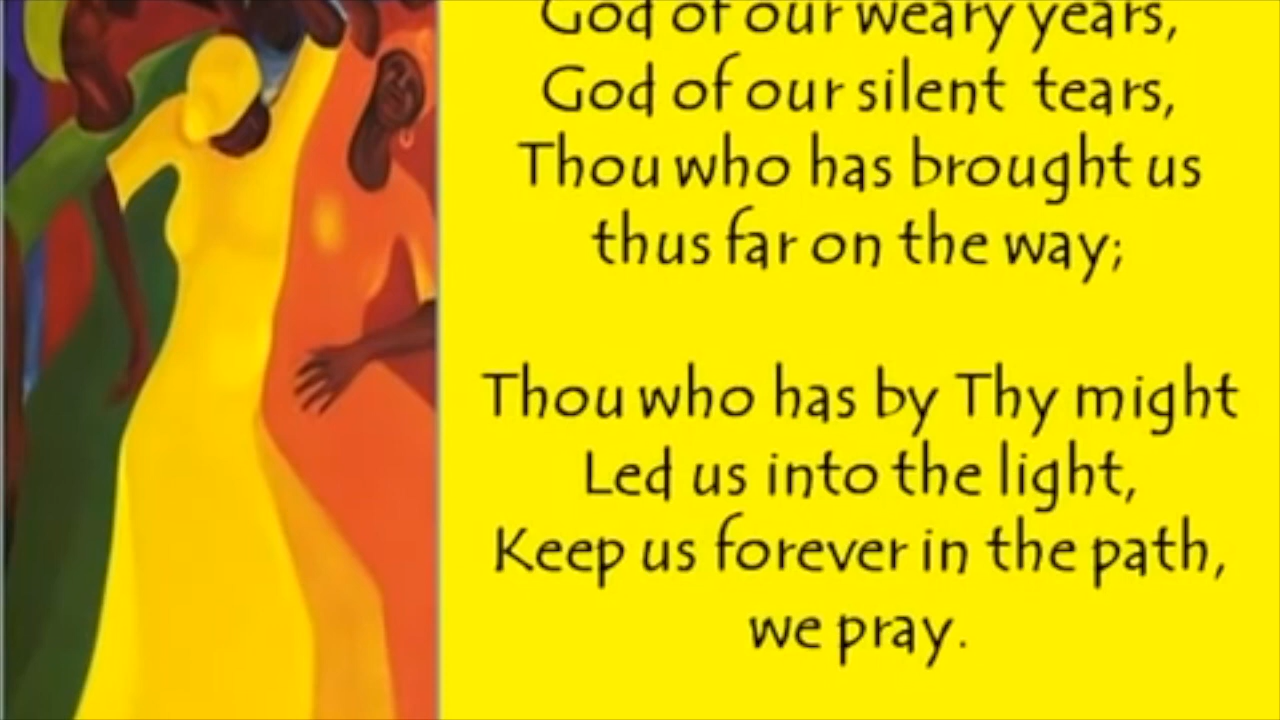 God of our weary years,
God of our silent tears,
Thou who has brought us
thus far on the way;
Thou who has by Thy might
Led us into the light,
Keep us forever in the path,
we pray.